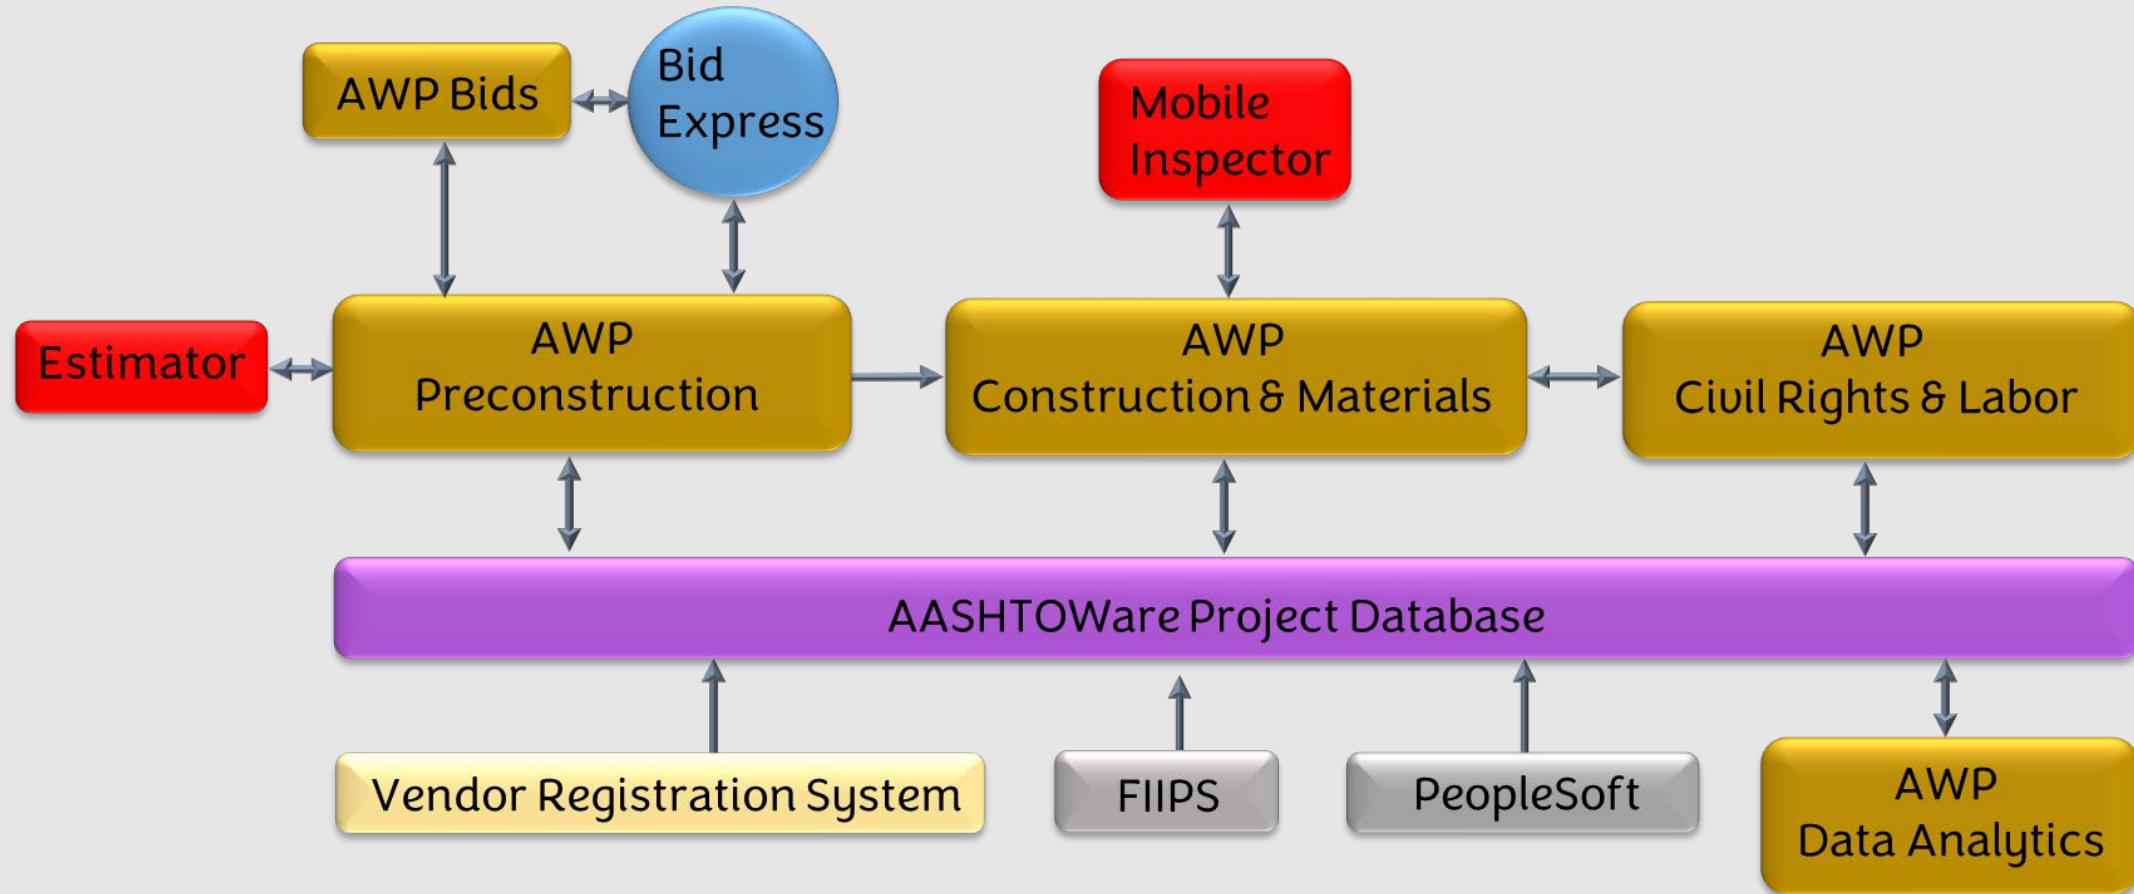 AWP Bids
Bid
Express
Mobile
Inspector
Estimator
AWP
Preconstruction
AWP
Construction & Materials
AWP
Civil Rights & Labor
AASHTOWare Project Database
Vendor Registration System
FIIPS
PeopleSoft
AWP
Data Analytics